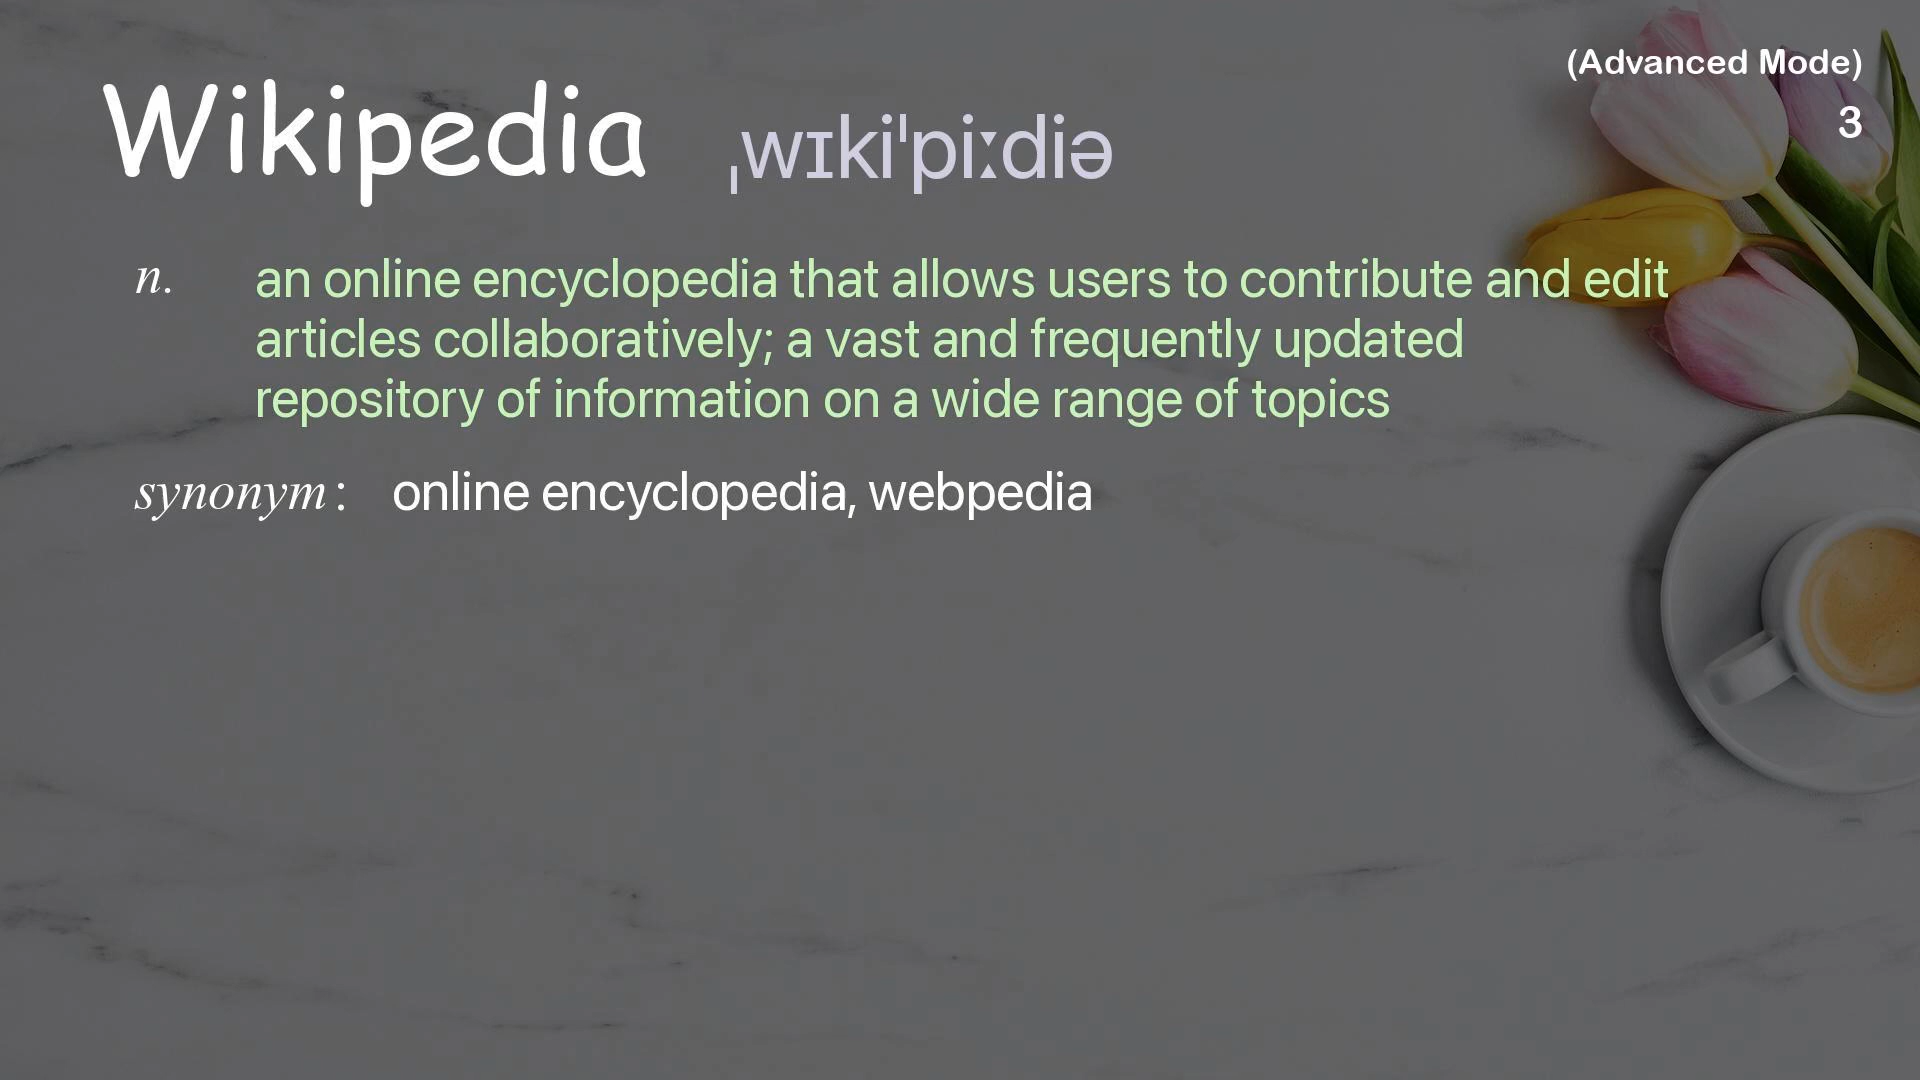 (Advanced Mode)
3
Wikipedia ˌwɪkiˈpiːdiə
n. an online encyclopedia that allows users to contribute and edit
articles collaboratively; a vast and frequently updated
repository of information on a wide range of topics
synonym: online encyclopedia, webpedia